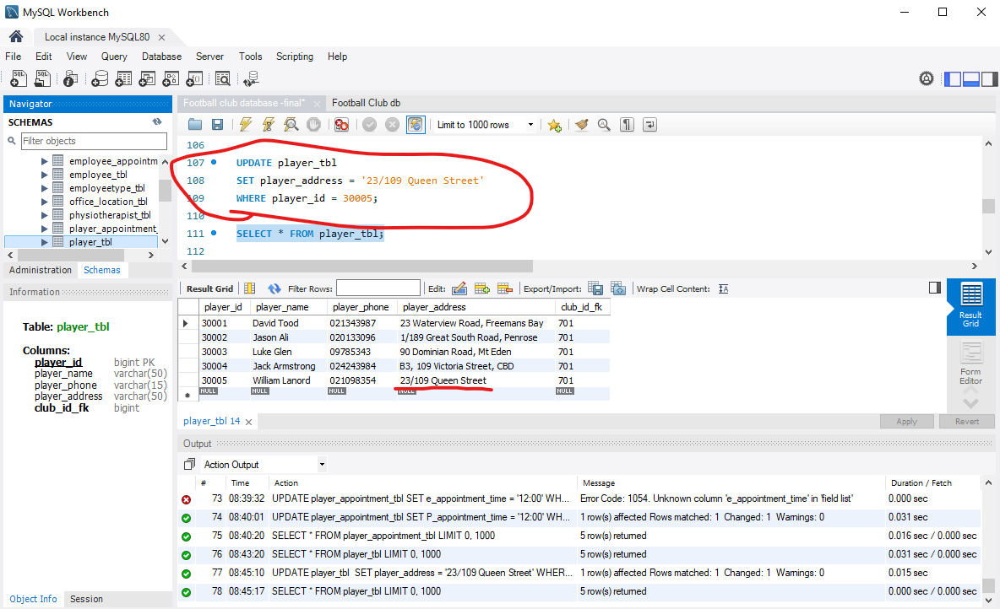 MySQL Workbench
Local instance MySQL80
File Edit View Query Database Server Tools Scripting Help
Navigator
SCHEMAS
Filter objects
employee_appointm
employee_tbl
employeetype_tbl
office_location_tbl
physiotherapist_tbl
player_appointment_
player_tbl
Administration Schemas
Information
Table: player_tbl
Columns:
player_id bigint PK
player_name varchar(50)
player_phone varchar(15)
player_address varchar(50)
club_id_fk bigint
Object Info Session
Football club database -final* Football Club db
Limit to 1000 rows
106
107 UPDATE player_tbl
108 SET player_address = '23/109 Queen Street'
109 WHERE player_id = 30005;
110
111 SELECT * FROM player_tbl;
112
Result Grid Filter Rows: Edit: Export/Import: Wrap Cell Content:
player_id player_name player_phone player_address club_id_fk
30001 David Tood 021343987 23 Waterview Road, Freemans Bay 701
30002 Jason Ali 020133096 1/189 Great South Road, Penrose 701
30003 Luke Glen 09785343 90 Dominian Road, Mt Eden 701
30004 Jack Armstrong 024243984 B3, 109 Victoria Street, CBD 701
30005 William Lanord 021098354 23/109 Queen Street 701
NULL NULL NULL NULL NULL
Result Grid
Form Editor
player_tbl 14 Apply Revert
Output
Action Output
# Time Action Message Duration / Fetch
73 08:39:32 UPDATE player_appointment_tbl SET e_appointment_time = '12:00' WH... Error Code: 1054. Unknown column 'e_appointment_time' in 'field list' 0.000 sec
74 08:40:01 UPDATE player_appointment_tbl SET P_appointment_time = '12:00' WH... 1 row(s) affected Rows matched: 1 Changed: 1 Warnings: 0 0.031 sec
75 08:40:20 SELECT * FROM player_appointment_tbl LIMIT 0, 1000 5 row(s) returned 0.016 sec / 0.000 sec
76 08:43:20 SELECT * FROM player_tbl LIMIT 0, 1000 5 row(s) returned 0.031 sec / 0.000 sec
77 08:45:10 UPDATE player_tbl SET player_address = '23/109 Queen Street' WHER... 1 row(s) affected Rows matched: 1 Changed: 1 Warnings: 0 0.015 sec
78 08:45:17 SELECT * FROM player_tbl LIMIT 0, 1000 5 row(s) returned 0.000 sec / 0.000 sec